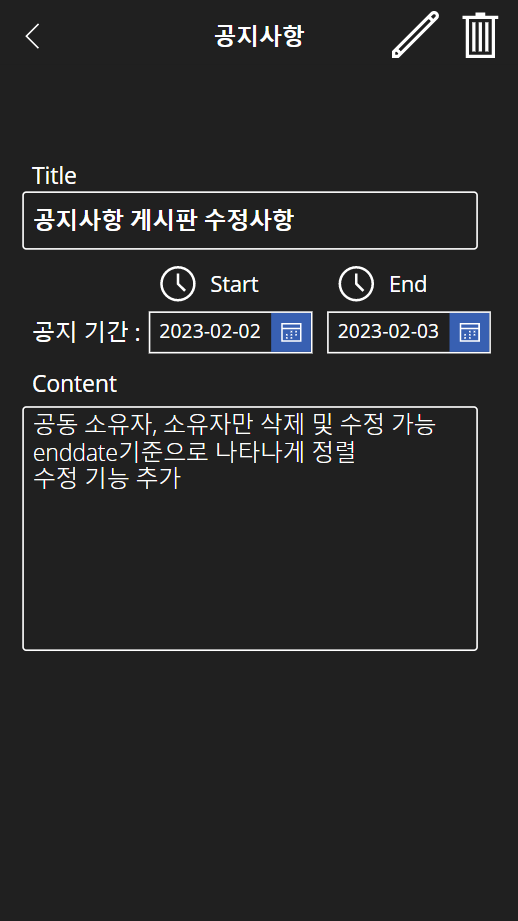 공지사항
Title
공지사항 게시판 수정사항
Start End
공지 기간 : 2023-02-02 2023-02-03
Content
공동 소유자, 소유자만 삭제 및 수정 가능
enddate기준으로 나타나게 정렬
수정 기능 추가